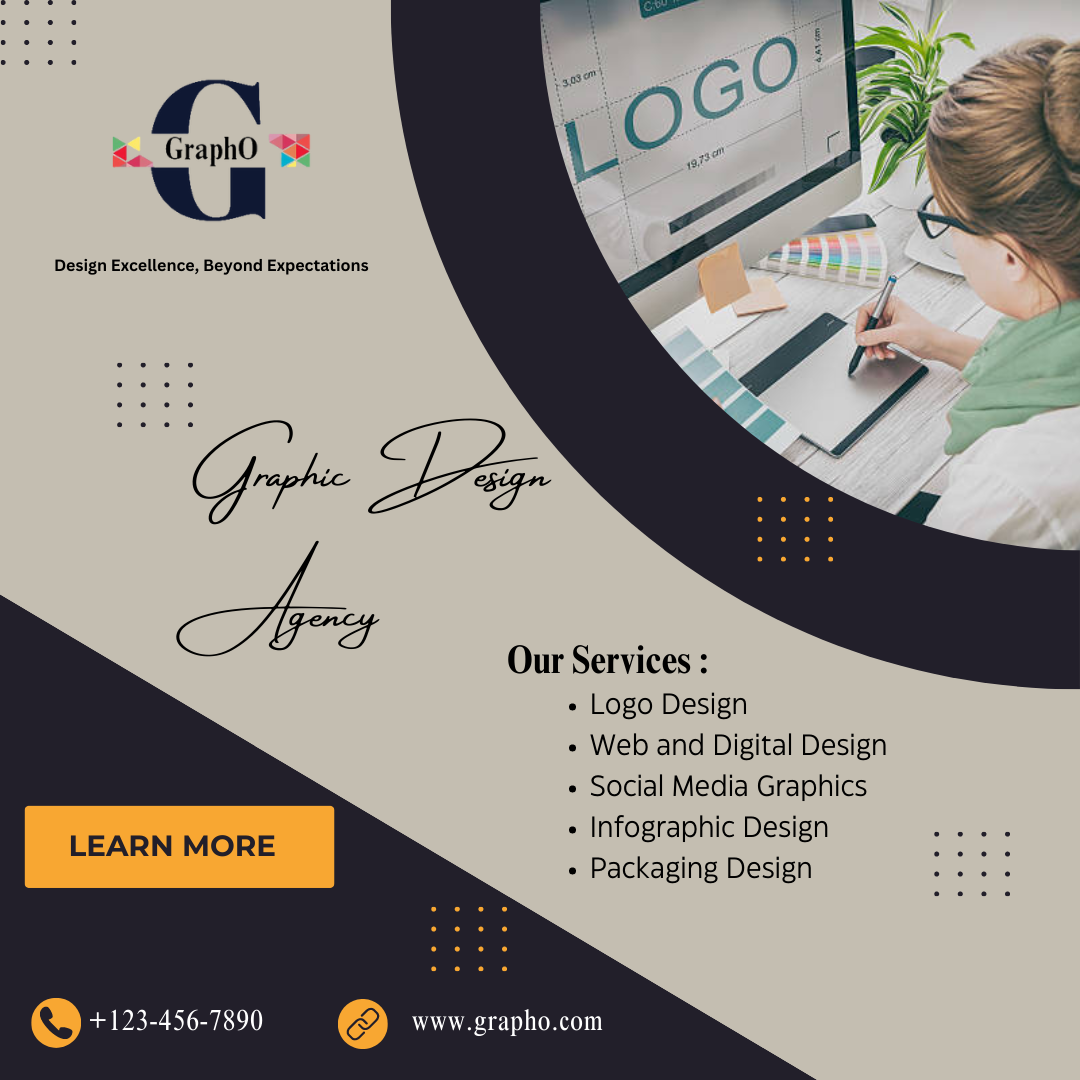 GraphO
Design Excellence, Beyond Expectations
LOGO
3,03 cm
4,41 cm
19,73 cm
Graphic Design
Agency
Our Services :
• Logo Design
• Web and Digital Design
• Social Media Graphics
• Infographic Design
• Packaging Design
LEARN MORE
+123-456-7890
www.grapho.com